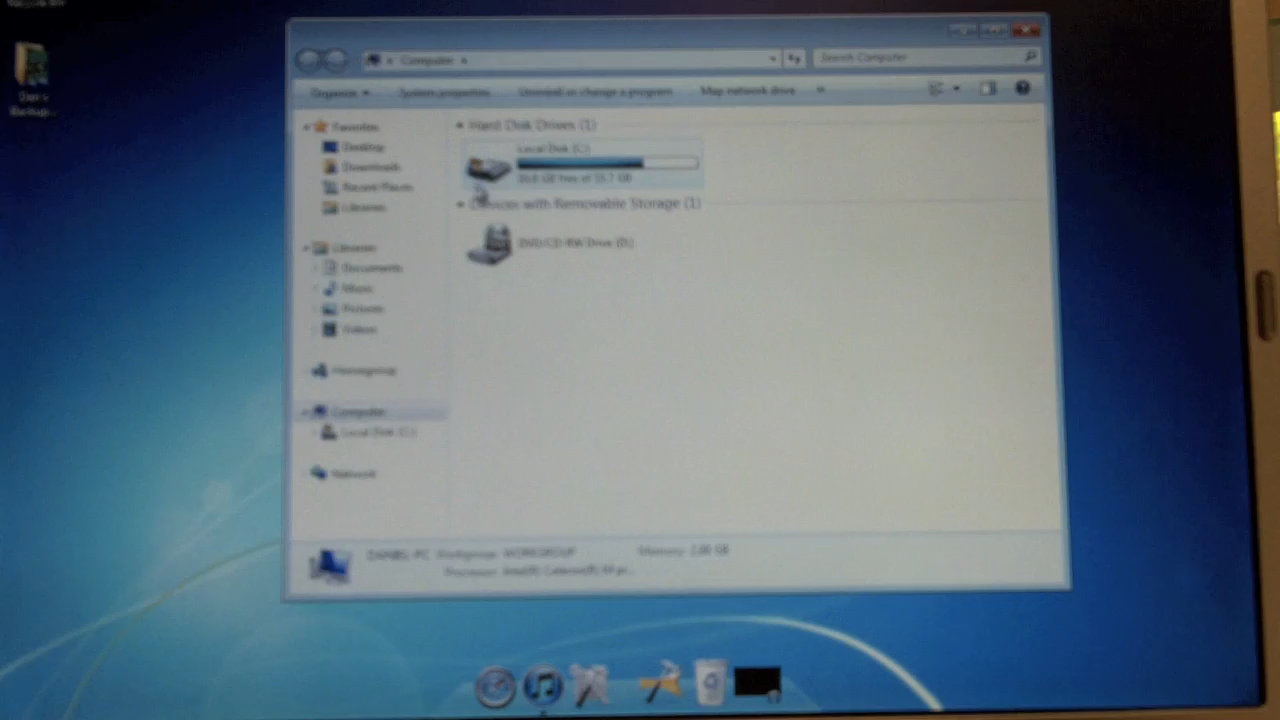 Dan's
Backup...
Computer
Search Computer
Organize
System properties
Uninstall or change a program
Map network drive
»
Favorites
Desktop
Downloads
Recent Places
Libraries
Libraries
Documents
Music
Pictures
Videos
Homegroup
Computer
Local Disk (C:)
Network
Hard Disk Drives (1)
Local Disk (C:)
GB free of 55.7 GB
Devices with Removable Storage (1)
DVD/CD-RW Drive (D:)
DANIEL-PC Workgroup: WORKGROUP Memory: 2.00 GB
Processor: Intel(R) Celeron(R) M pr...